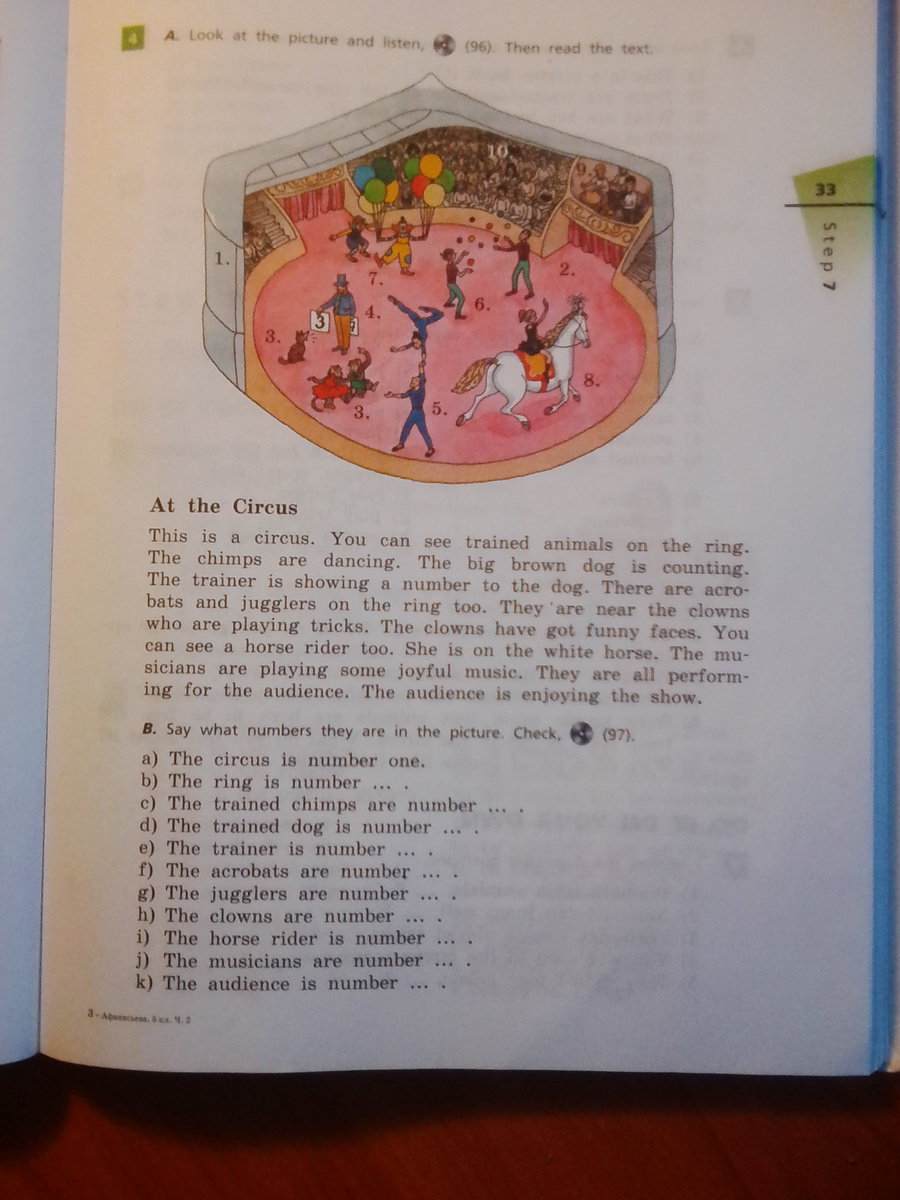 4 A. Look at the picture and listen, (96). Then read the text.
10.
9.
33
Step 7
1.
2.
7.
6.
4.
3
3.
8.
3.
5.
At the Circus
This is a circus. You can see trained animals on the ring.
The chimps are dancing. The big brown dog is counting.
The trainer is showing a number to the dog. There are acro-
bats and jugglers on the ring too. They are near the clowns
who are playing tricks. The clowns have got funny faces. You
can see a horse rider too. She is on the white horse. The mu-
sicians are playing some joyful music. They are all perform-
ing for the audience. The audience is enjoying the show.
B. Say what numbers they are in the picture. Check, (97).
a) The circus is number one.
b) The ring is number ... .
c) The trained chimps are number ... .
d) The trained dog is number ... .
e) The trainer is number ... .
f) The acrobats are number ... .
g) The jugglers are number ... .
h) The clowns are number ... .
i) The horse rider is number ... .
j) The musicians are number ... .
k) The audience is number ... .
3 – Афанасьева, 5 кл. Ч. 2